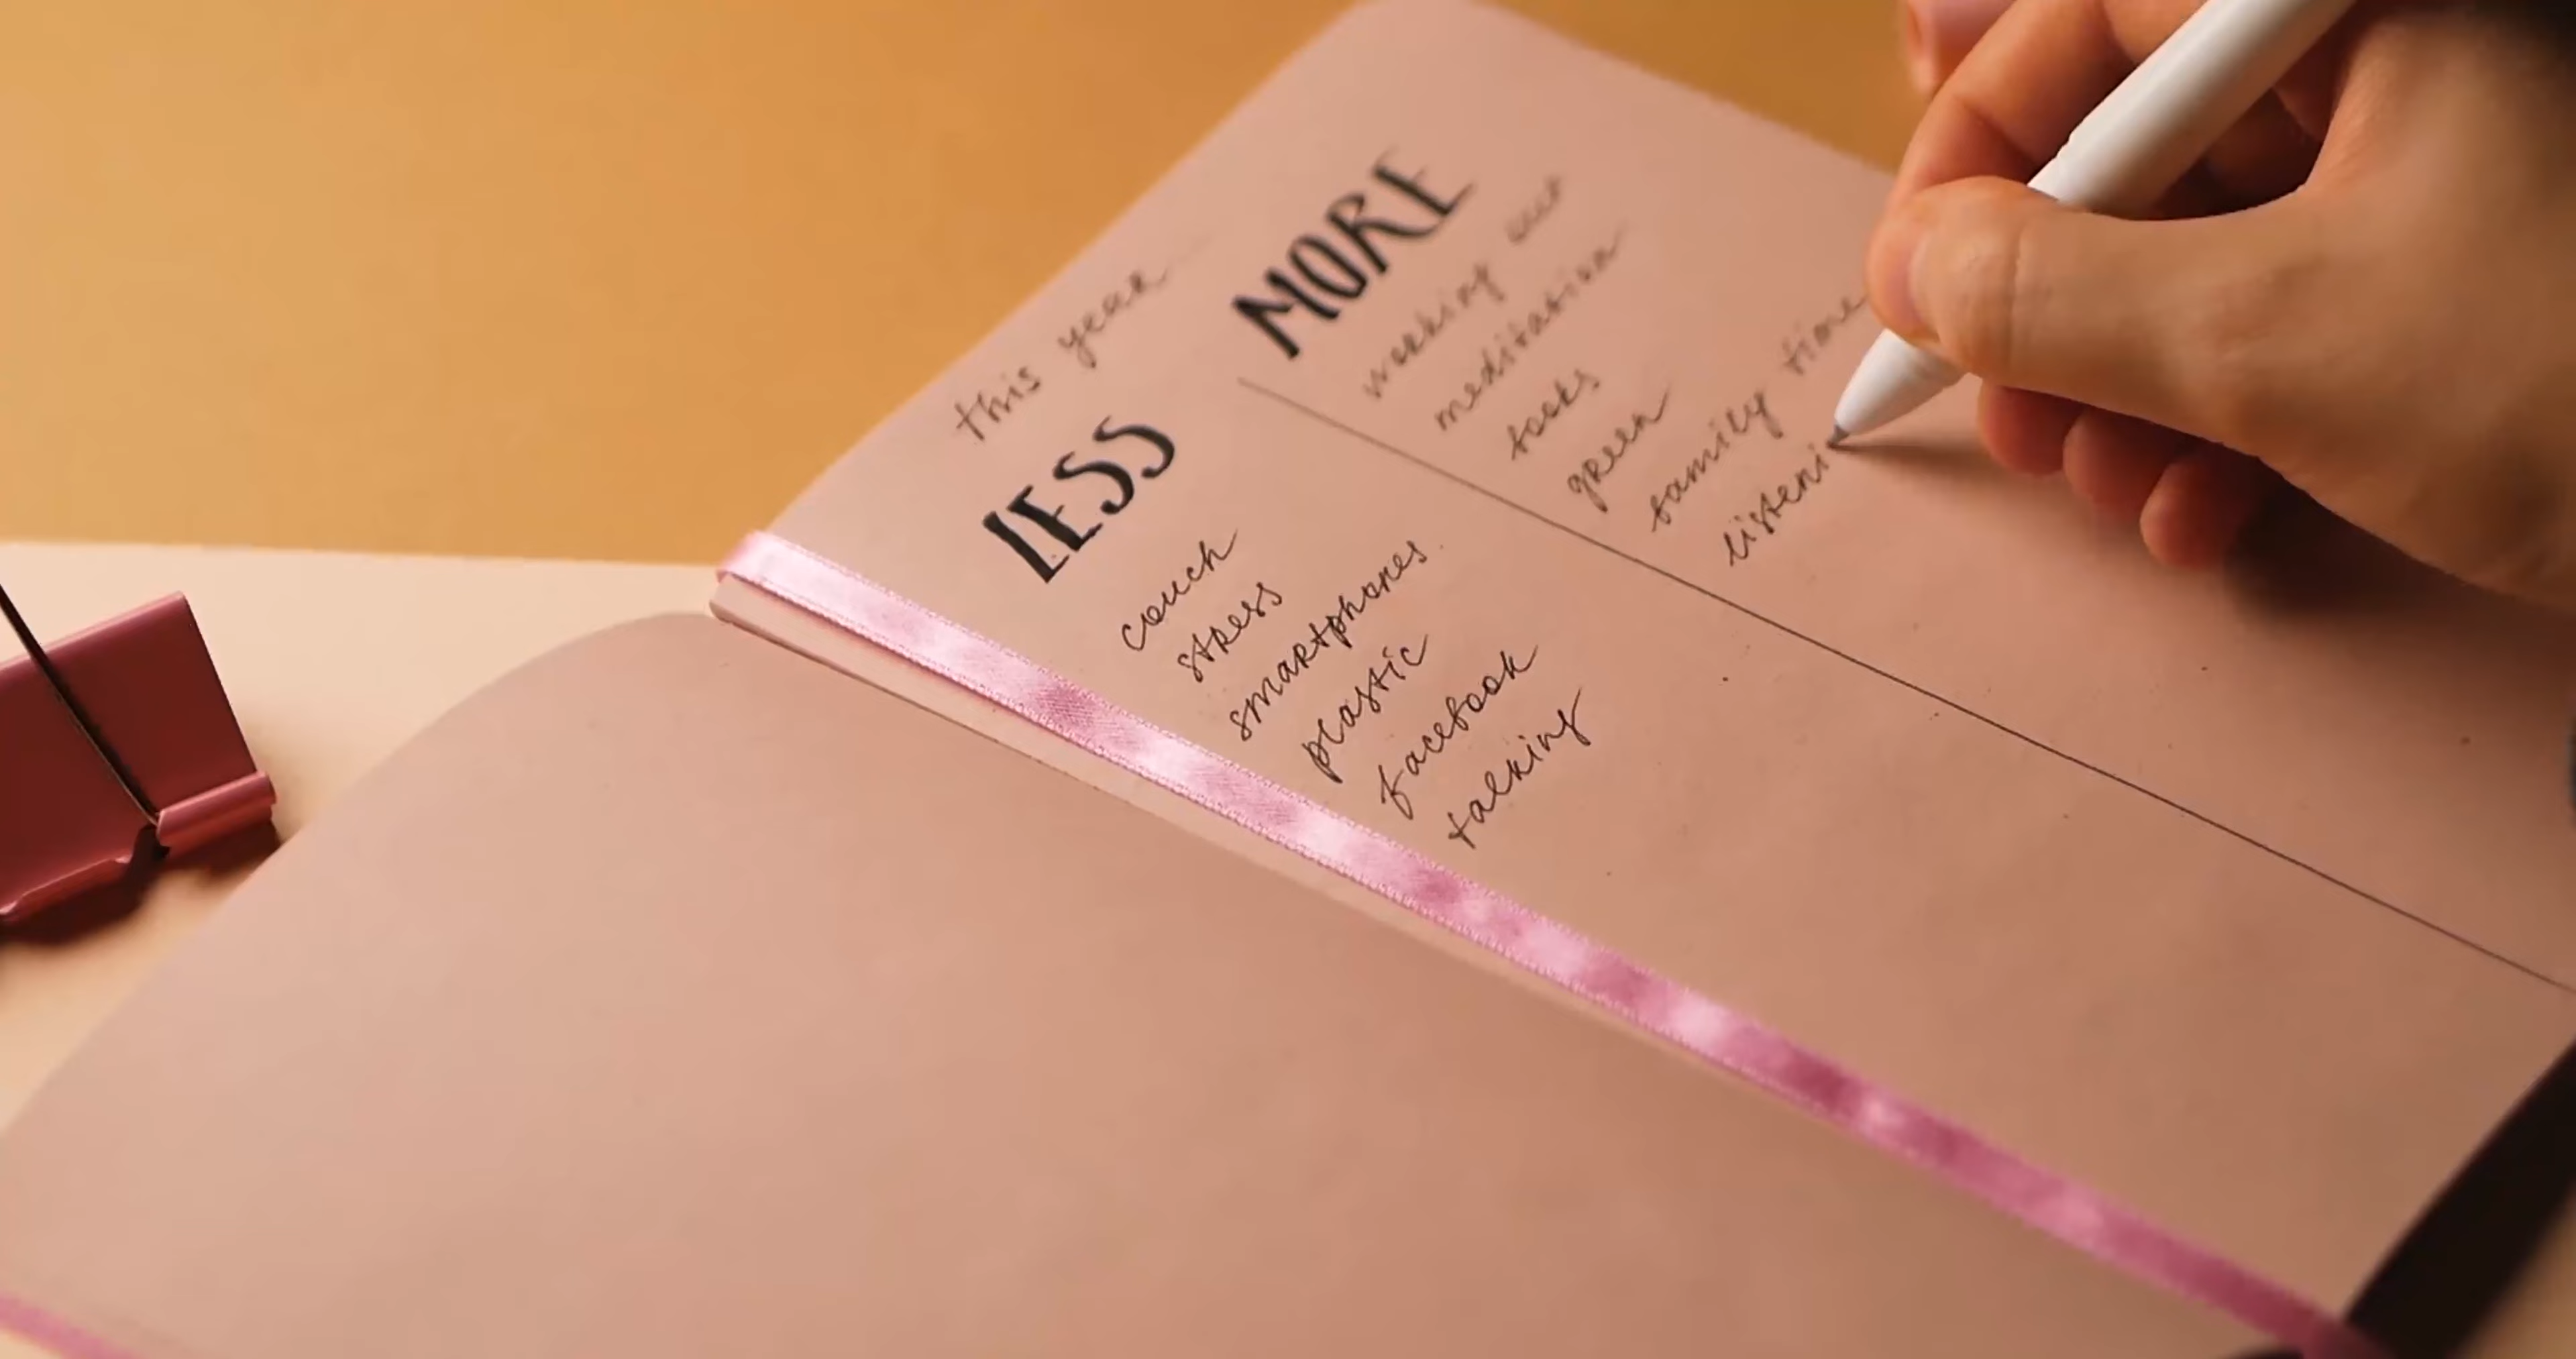 this year...
LESS
couch
stress
smartphones
plastic
facebook
talking
MORE
working out
meditation
books
green
family time
listeni